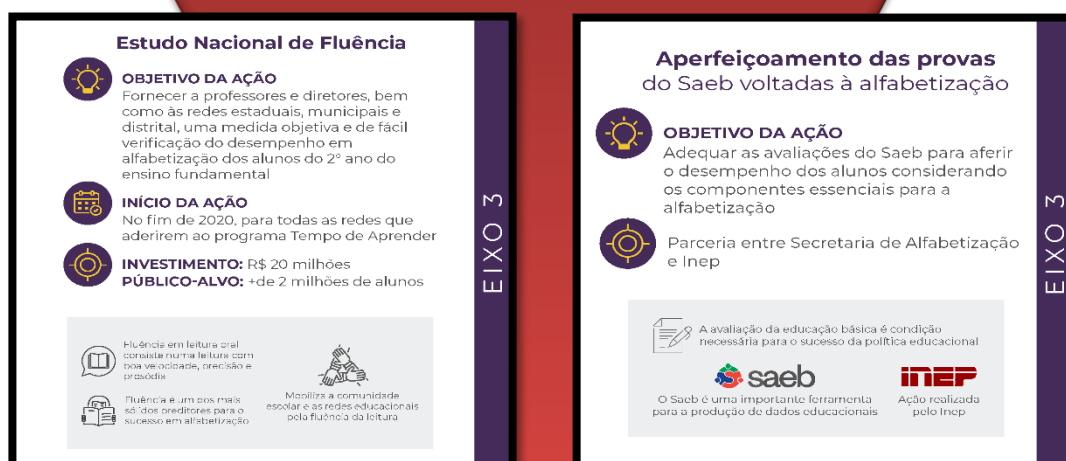 Estudo Nacional de Fluência
OBJETIVO DA AÇÃO
Fornecer a professores e diretores, bem
como às redes estaduais, municipais e
distrital, uma medida objetiva e de fácil
verificação do desempenho em
alfabetização dos alunos do 2º ano do
ensino fundamental
INÍCIO DA AÇÃO
No fim de 2020, para todas as redes que
aderirem ao programa Tempo de Aprender
INVESTIMENTO: R$ 20 milhões
PÚBLICO-ALVO: +de 2 milhões de alunos
Fluência em leitura oral
consiste numa leitura com
boa velocidade, precisão e
prosódia
Fluência é um dos mais
sólidos preditores para o
sucesso em alfabetização
Mobiliza a comunidade
escolar e as redes educacionais
pela fluência da leitura
EIXO 3
Aperfeiçoamento das provas
do Saeb voltadas à alfabetização
OBJETIVO DA AÇÃO
Adequar as avaliações do Saeb para aferir
o desempenho dos alunos considerando
os componentes essenciais para a
alfabetização
Parceria entre Secretaria de Alfabetização
e Inep
A avaliação da educação básica é condição
necessária para o sucesso da política educacional
saeb
O Saeb é uma importante ferramenta
para a produção de dados educacionais
INEP
Ação realizada
pelo Inep
EIXO 3